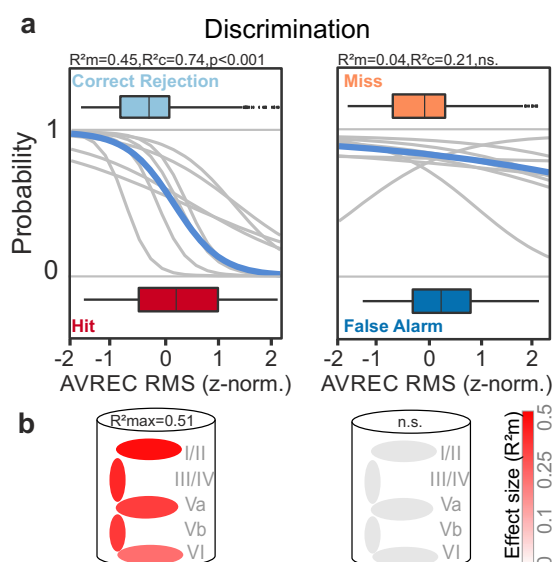 a
Discrimination
R²m=0.45,R²c=0.74,p<0.001
R²m=0.04,R²c=0.21,ns.
Correct Rejection
Miss
Probability
1
0
Hit
False Alarm
-2 -1 0 1 2
-2 -1 0 1 2
AVREC RMS (z-norm.)
AVREC RMS (z-norm.)
b
R²max=0.51
I/II
III/IV
Va
Vb
VI
n.s.
I/II
III/IV
Va
Vb
VI
Effect size (R²m)
0 0.1 0.25 0.5